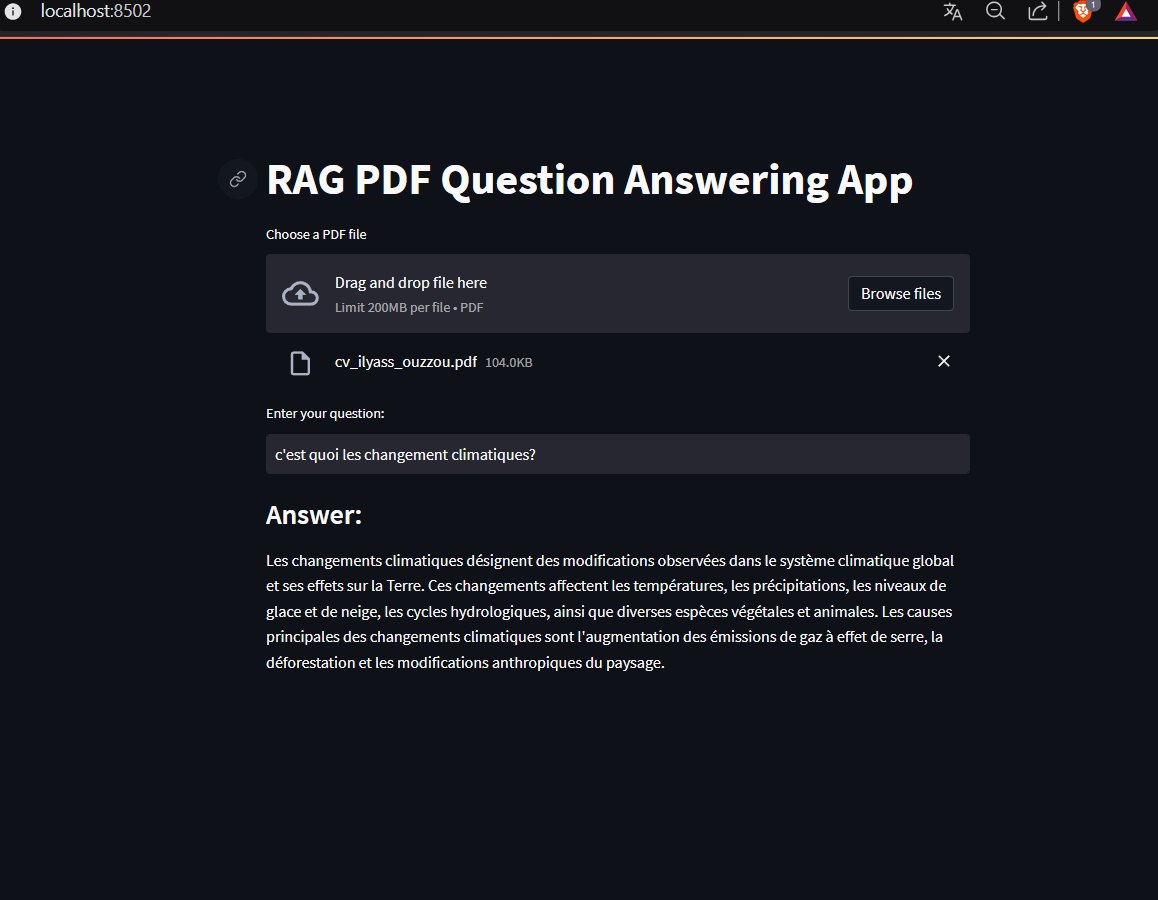 localhost:8502
1
RAG PDF Question Answering App
Choose a PDF file
Drag and drop file here
Limit 200MB per file • PDF
Browse files
cv_ilyass_ouzzou.pdf 104.0KB
Enter your question:
c'est quoi les changement climatiques?
Answer:
Les changements climatiques désignent des modifications observées dans le système climatique global
et ses effets sur la Terre. Ces changements affectent les températures, les précipitations, les niveaux de
glace et de neige, les cycles hydrologiques, ainsi que diverses espèces végétales et animales. Les causes
principales des changements climatiques sont l'augmentation des émissions de gaz à effet de serre, la
déforestation et les modifications anthropiques du paysage.